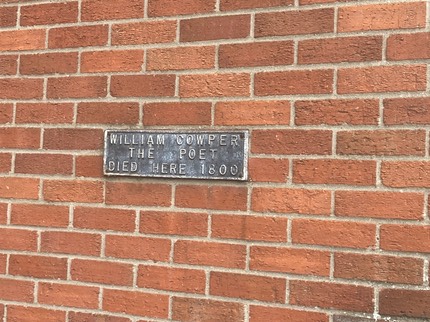 WILLIAM COWPER
THE POET
DIED HERE 1800